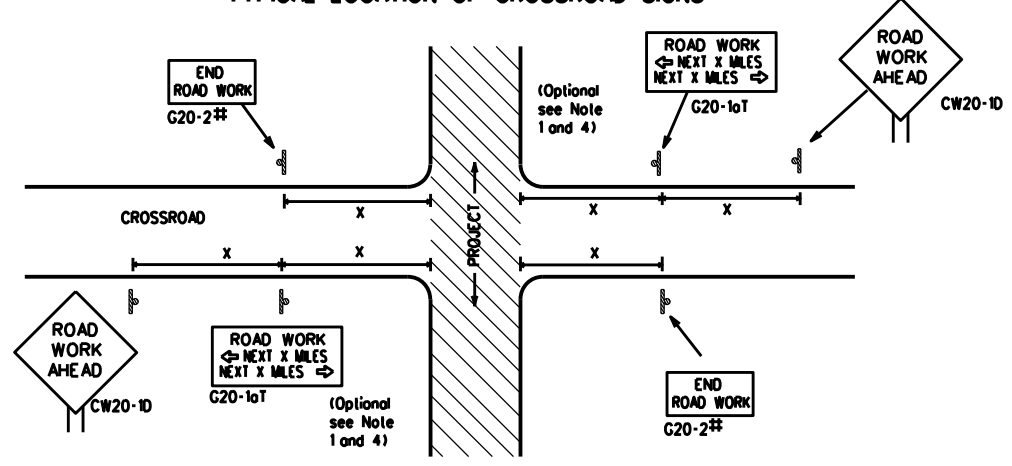 TYPICAL LOCATION OF CROSSROAD SIGNS
END
ROAD WORK
G20-2#
(Optional
see Note
1 and 4)
ROAD WORK
⇦ NEXT X MILES
NEXT X MILES ⇨
G20-1aT
ROAD
WORK
AHEAD
CW20-1D
X
X
X
CROSSROAD
PROJECT
X
X
X
ROAD
WORK
AHEAD
CW20-1D
ROAD WORK
⇦ NEXT X MILES
NEXT X MILES ⇨
G20-1aT
(Optional
see Note
1 and 4)
END
ROAD WORK
G20-2#